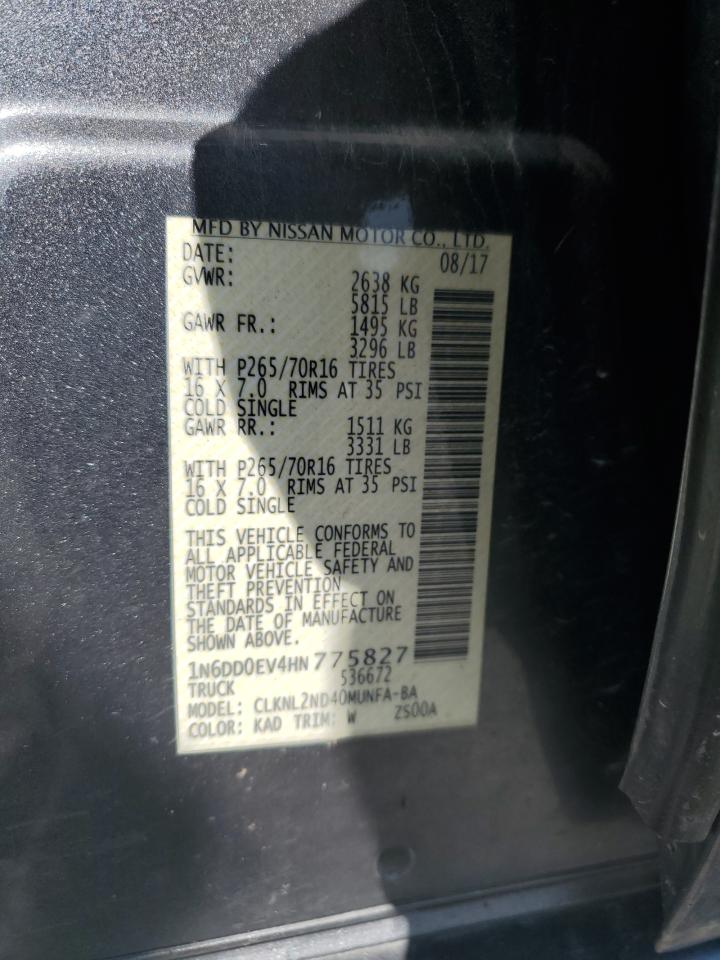 MFD BY NISSAN MOTOR CO., LTD.
DATE: 08/17
GVWR: 2638 KG
5815 LB
GAWR FR.: 1495 KG
3296 LB
WITH P265/70R16 TIRES
16 X 7.0 RIMS AT 35 PSI
COLD SINGLE
GAWR RR.: 1511 KG
3331 LB
WITH P265/70R16 TIRES
16 X 7.0 RIMS AT 35 PSI
COLD SINGLE
THIS VEHICLE CONFORMS TO
ALL APPLICABLE FEDERAL
MOTOR VEHICLE SAFETY AND
THEFT PREVENTION
STANDARDS IN EFFECT ON
THE DATE OF MANUFACTURE
SHOWN ABOVE.
1N6DD0EV4HN775827
TRUCK 536672
MODEL: CLKNL2ND40MUNFA-BA
COLOR: KAD TRIM: W ZS00A